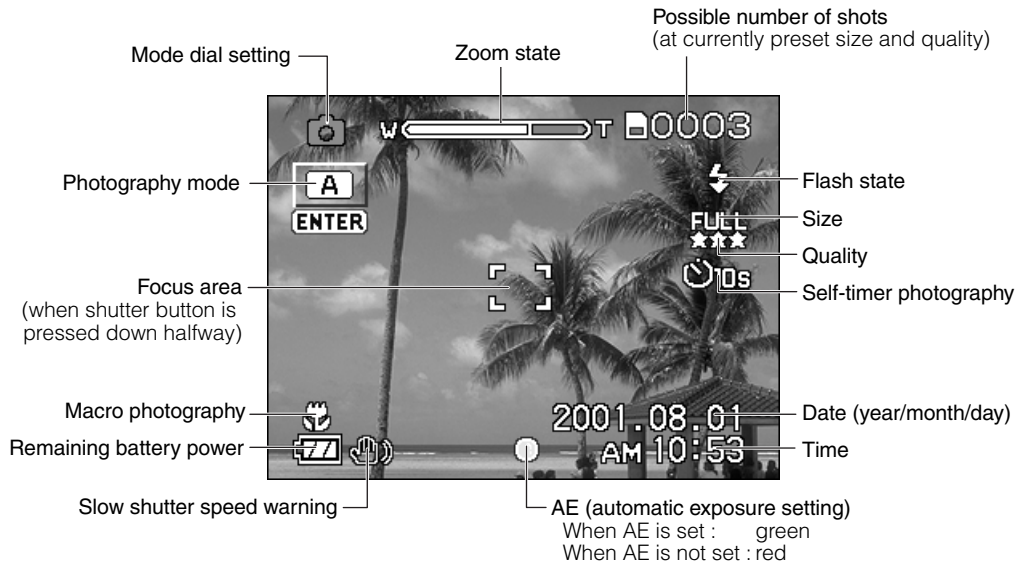 Possible number of shots
(at currently preset size and quality)
Mode dial setting
Zoom state
W T 0003
Photography mode
A
ENTER
Flash state
FULL
Size
★★★
Quality
10s
Self-timer photography
Focus area
(when shutter button is
pressed down halfway)
Macro photography
2001.08.01
Date (year/month/day)
Remaining battery power
AM 10:53
Time
Slow shutter speed warning
AE (automatic exposure setting)
When AE is set : green
When AE is not set : red